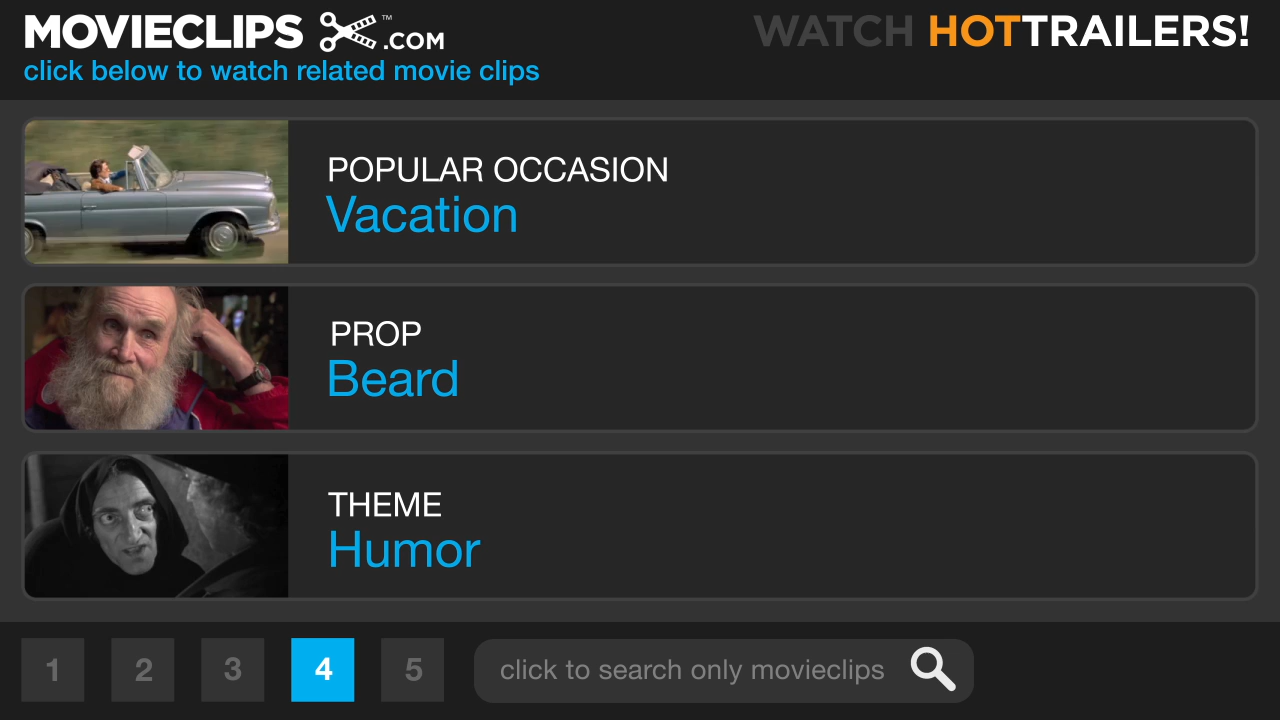 MOVIECLIPS ™ .COM
WATCH HOTTRAILERS!
click below to watch related movie clips
POPULAR OCCASION
Vacation
PROP
Beard
THEME
Humor
1 2 3 4 5
click to search only movieclips